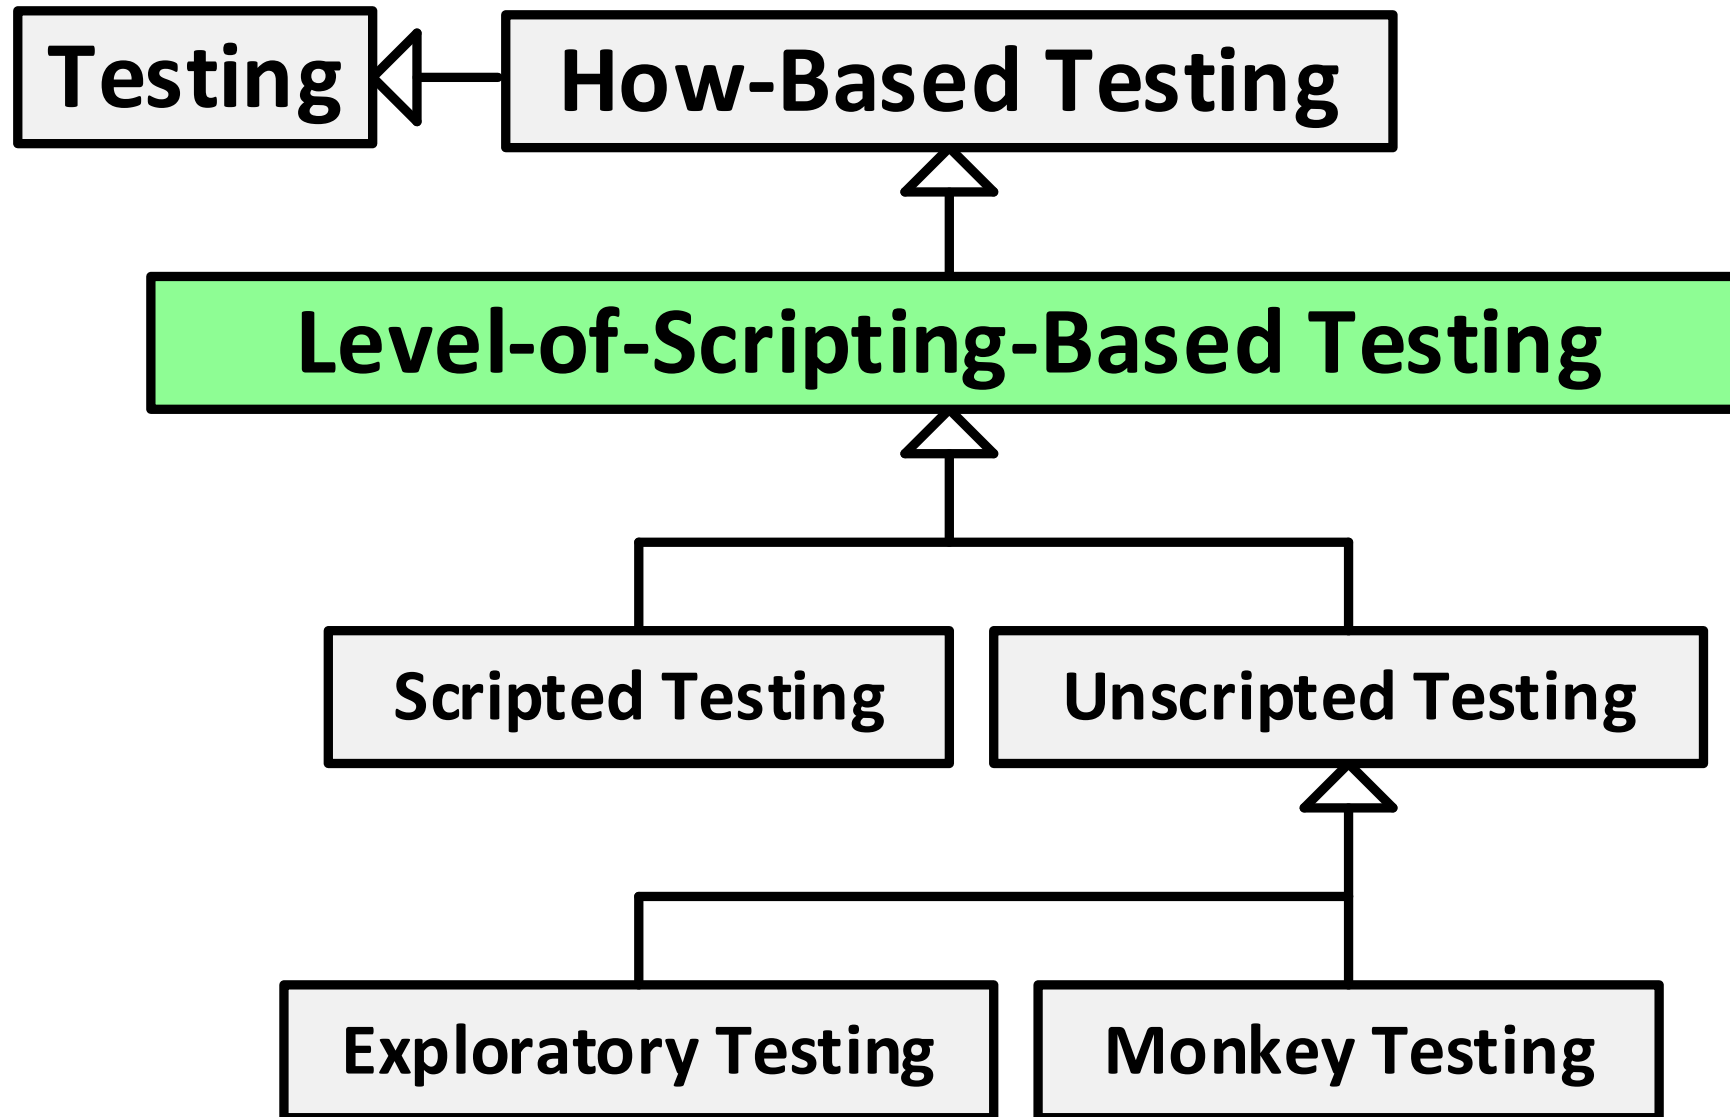 Testing
How-Based Testing
Level-of-Scripting-Based Testing
Scripted Testing
Unscripted Testing
Exploratory Testing
Monkey Testing